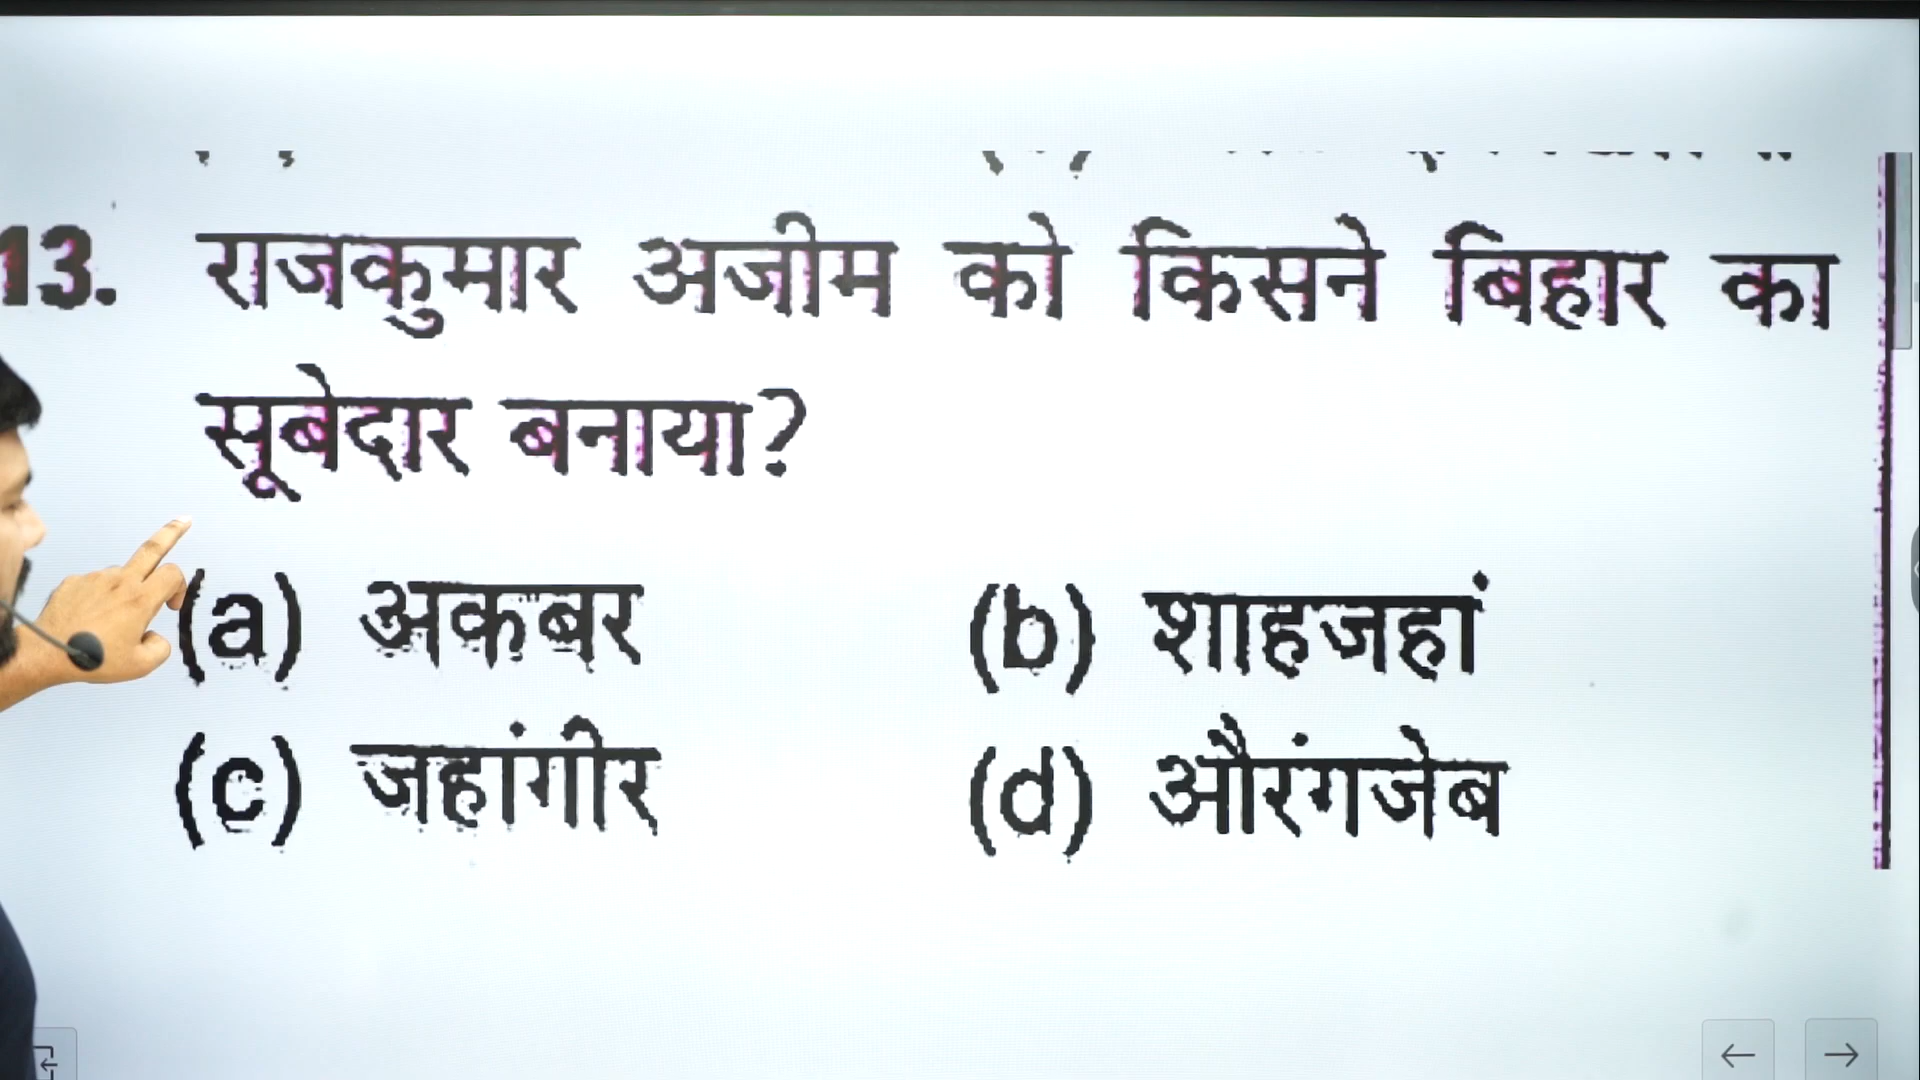 13. राजकुमार अजीम को किसने बिहार का
सूबेदार बनाया?
(a) अकबर (b) शाहजहां
(c) जहांगीर (d) औरंगजेब